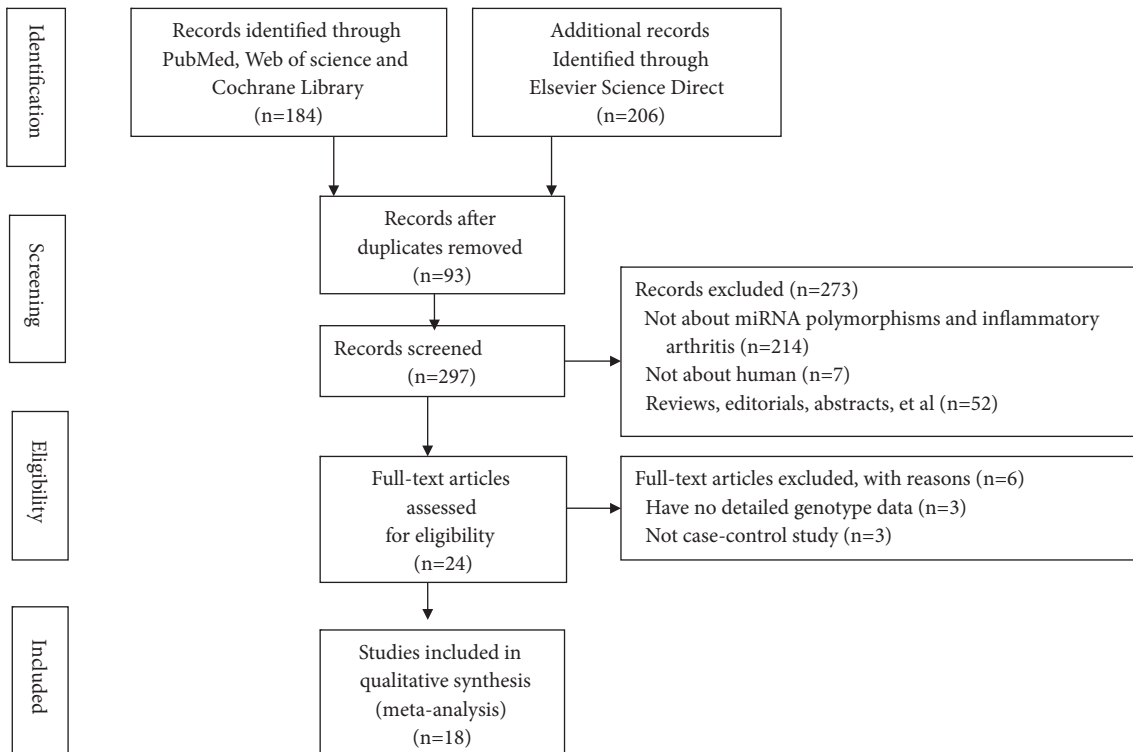 Identification
Records identified through
PubMed, Web of science and
Cochrane Library
(n=184)
Additional records
Identified through
Elsevier Science Direct
(n=206)
Screening
Records after
duplicates removed
(n=93)
Records screened
(n=297)
Records excluded (n=273)
Not about miRNA polymorphisms and inflammatory
arthritis (n=214)
Not about human (n=7)
Reviews, editorials, abstracts, et al (n=52)
Eligibility
Full-text articles
assessed
for eligibility
(n=24)
Full-text articles excluded, with reasons (n=6)
Have no detailed genotype data (n=3)
Not case-control study (n=3)
Included
Studies included in
qualitative synthesis
(meta-analysis)
(n=18)